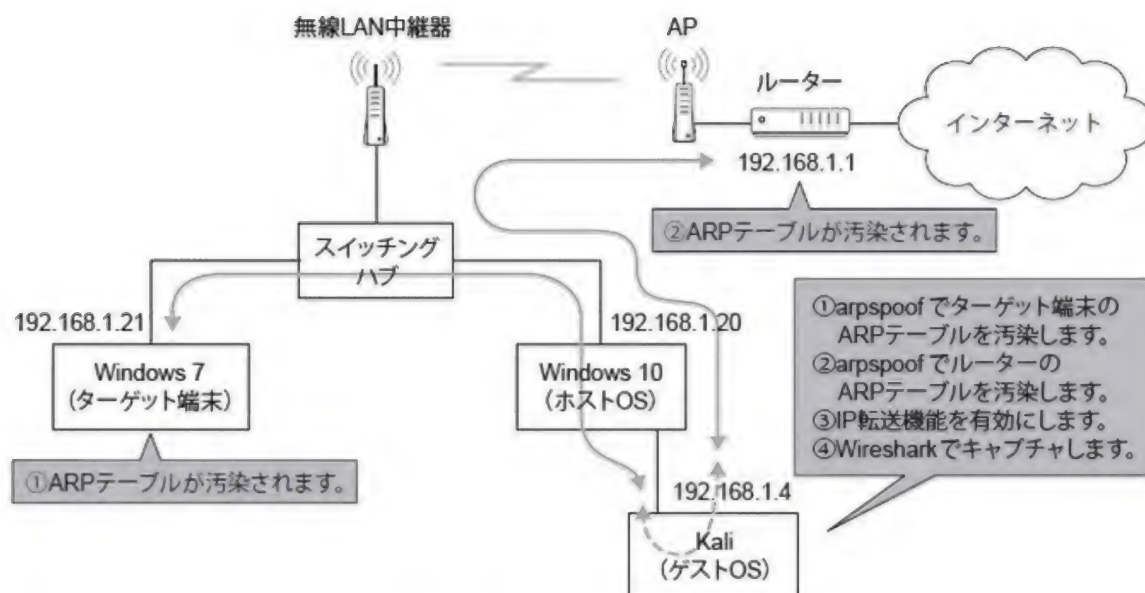 無線LAN中継器
AP
ルーター
インターネット
192.168.1.1
②ARPテーブルが汚染されます。
スイッチング
ハブ
192.168.1.21
192.168.1.20
Windows 7
(ターゲット端末)
Windows 10
(ホストOS)
①arpspoofでターゲット端末の
ARPテーブルを汚染します。
②arpspoofでルーターの
ARPテーブルを汚染します。
③IP転送機能を有効にします。
④Wiresharkでキャプチャします。
①ARPテーブルが汚染されます。
192.168.1.4
Kali
(ゲストOS)